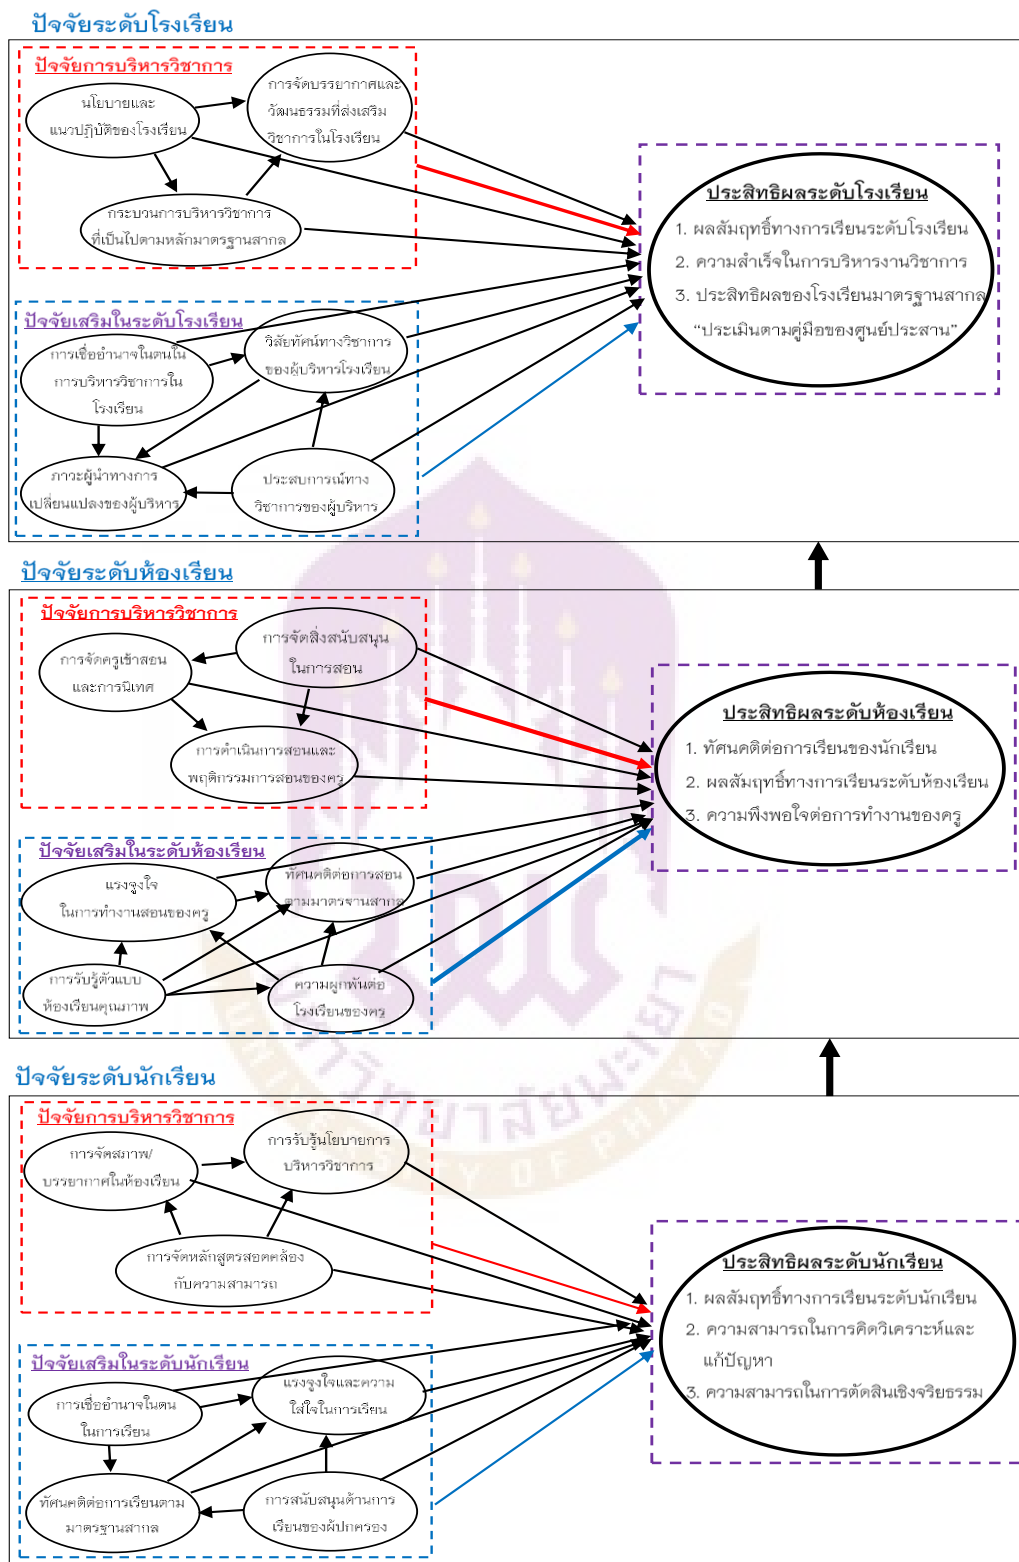 ปัจจัยระดับโรงเรียน
ปัจจัยการบริหารวิชาการ
นโยบายและ
แนวปฏิบัติของโรงเรียน
การจัดบรรยากาศและ
วัฒนธรรมที่ส่งเสริม
วิชาการในโรงเรียน
กระบวนการบริหารวิชาการ
ที่เป็นไปตามหลักมาตรฐานสากล
ประสิทธิผลระดับโรงเรียน
1. ผลสัมฤทธิ์ทางการเรียนระดับโรงเรียน
2. ความสำเร็จในการบริหารงานวิชาการ
3. ประสิทธิผลของโรงเรียนมาตรฐานสากล
“ประเมินตามคู่มือของศูนย์ประสาน”
ปัจจัยเสริมในระดับโรงเรียน
การเชื่ออำนาจในตนใน
การบริหารวิชาการใน
โรงเรียน
วิสัยทัศน์ทางวิชาการ
ของผู้บริหารโรงเรียน
ภาวะผู้นำทางการ
เปลี่ยนแปลงของผู้บริหาร
ประสบการณ์ทาง
วิชาการของผู้บริหาร
ปัจจัยระดับห้องเรียน
ปัจจัยการบริหารวิชาการ
การจัดครูเข้าสอน
และการนิเทศ
การจัดสิ่งสนับสนุน
ในการสอน
การดำเนินการสอนและ
พฤติกรรมการสอนของครู
ประสิทธิผลระดับห้องเรียน
1. ทัศนคติต่อการเรียนของนักเรียน
2. ผลสัมฤทธิ์ทางการเรียนระดับห้องเรียน
3. ความพึงพอใจต่อการทำงานของครู
ปัจจัยเสริมในระดับห้องเรียน
แรงจูงใจ
ในการทำงานสอนของครู
ทัศนคติต่อการสอน
ตามมาตรฐานสากล
การรับรู้ตัวแบบ
ห้องเรียนคุณภาพ
ความผูกพันต่อ
โรงเรียนของครู
มหาวิทยาลัยพะเยา
UNIVERSITY OF PHAYAO
ปัจจัยระดับนักเรียน
ปัจจัยการบริหารวิชาการ
การจัดสภาพ/
บรรยากาศในห้องเรียน
การรับรู้นโยบายการ
บริหารวิชาการ
การจัดหลักสูตรสอดคล้อง
กับความสามารถ
ประสิทธิผลระดับนักเรียน
1. ผลสัมฤทธิ์ทางการเรียนระดับนักเรียน
2. ความสามารถในการคิดวิเคราะห์และ
แก้ปัญหา
3. ความสามารถในการตัดสินเชิงจริยธรรม
ปัจจัยเสริมในระดับนักเรียน
การเชื่ออำนาจในตน
ในการเรียน
แรงจูงใจและความ
ใส่ใจในการเรียน
ทัศนคติต่อการเรียนตาม
มาตรฐานสากล
การสนับสนุนด้านการ
เรียนของผู้ปกครอง